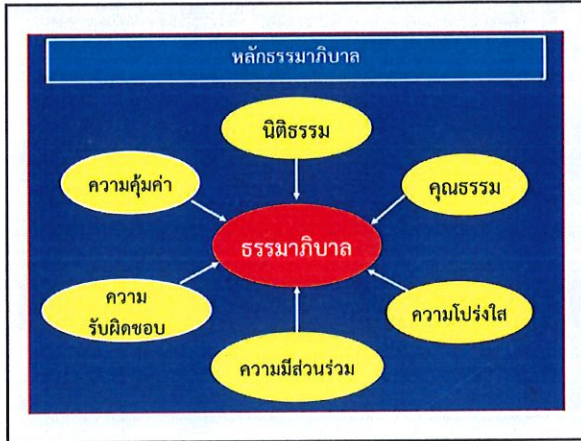 หลักธรรมาภิบาล
นิติธรรม
ความคุ้มค่า
คุณธรรม
ธรรมาภิบาล
ความ
รับผิดชอบ
ความโปร่งใส
ความมีส่วนร่วม